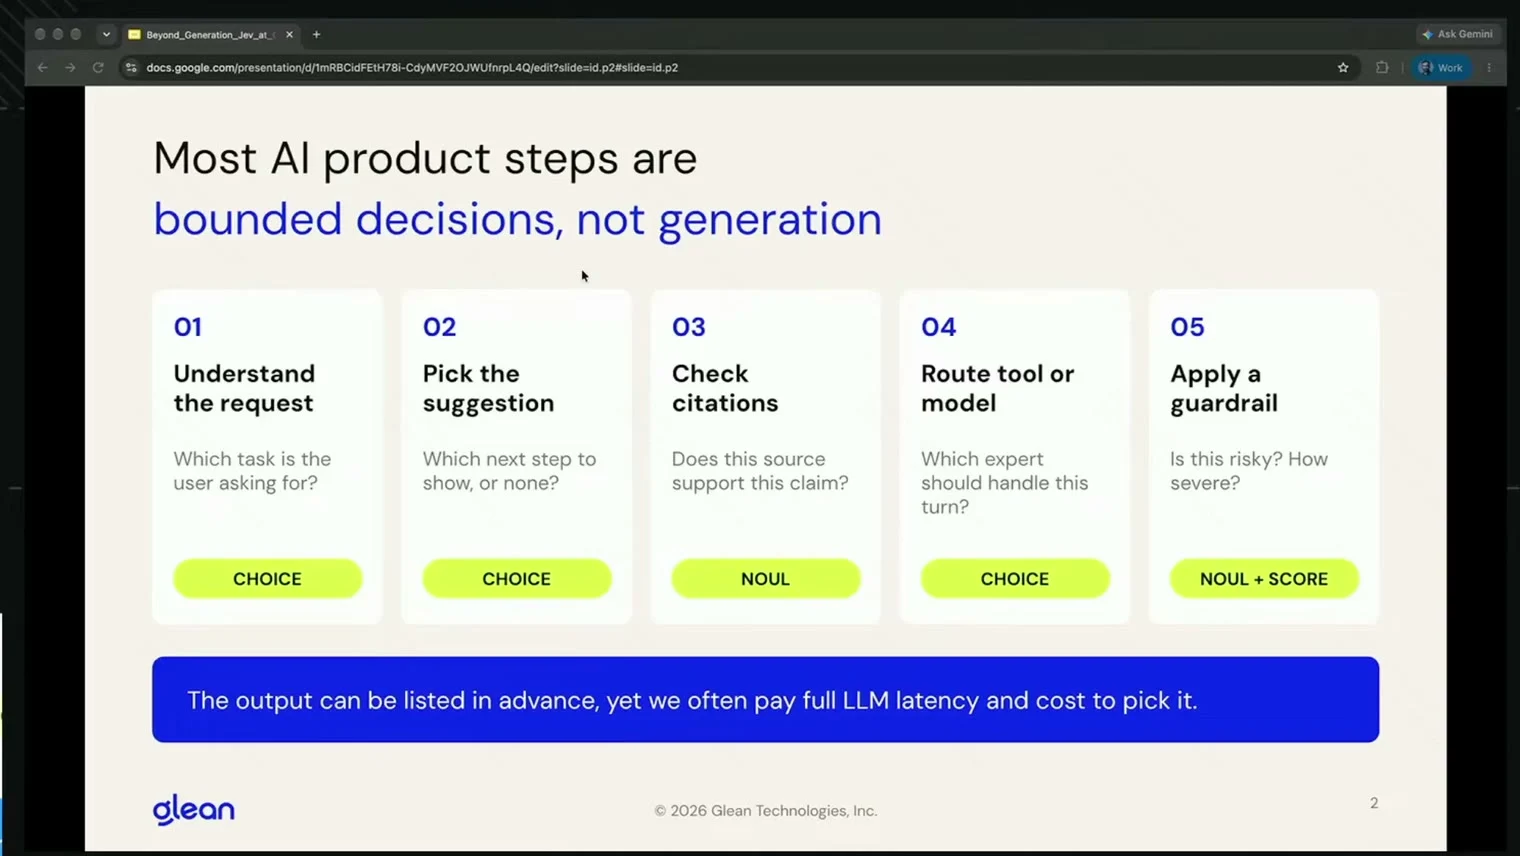 Beyond_Generation_Jev_at_
Ask Gemini
docs.google.com/presentation/d/1mRBCidFEtH78i-CdyMVF2OJWUfnrpL4Q/edit?slide=id.p2#slide=id.p2
Work
Most AI product steps are
bounded decisions, not generation
01
Understand
the request
Which task is the
user asking for?
CHOICE
02
Pick the
suggestion
Which next step to
show, or none?
CHOICE
03
Check
citations
Does this source
support this claim?
NOUL
04
Route tool or
model
Which expert
should handle this
turn?
CHOICE
05
Apply a
guardrail
Is this risky? How
severe?
NOUL + SCORE
The output can be listed in advance, yet we often pay full LLM latency and cost to pick it.
glean
© 2026 Glean Technologies, Inc.
2